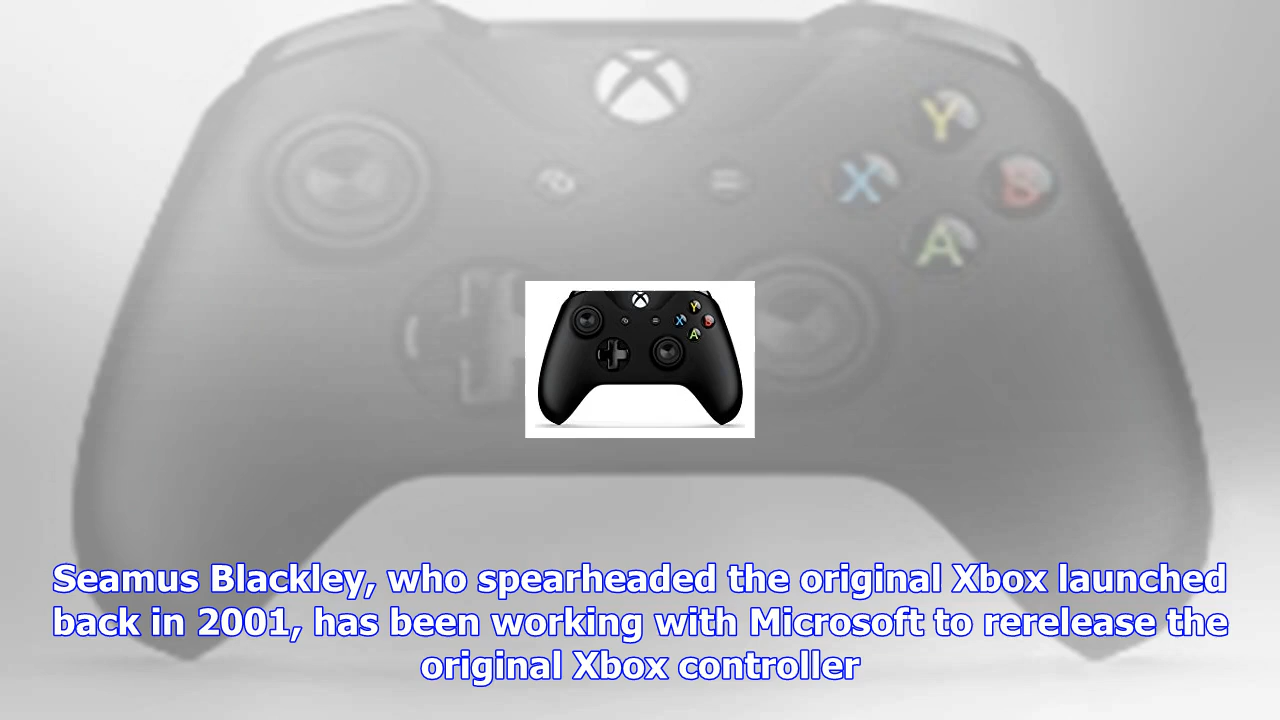 Y
X
B
A
Y
X
B
A
Seamus Blackley, who spearheaded the original Xbox launched
back in 2001, has been working with Microsoft to rerelease the
original Xbox controller